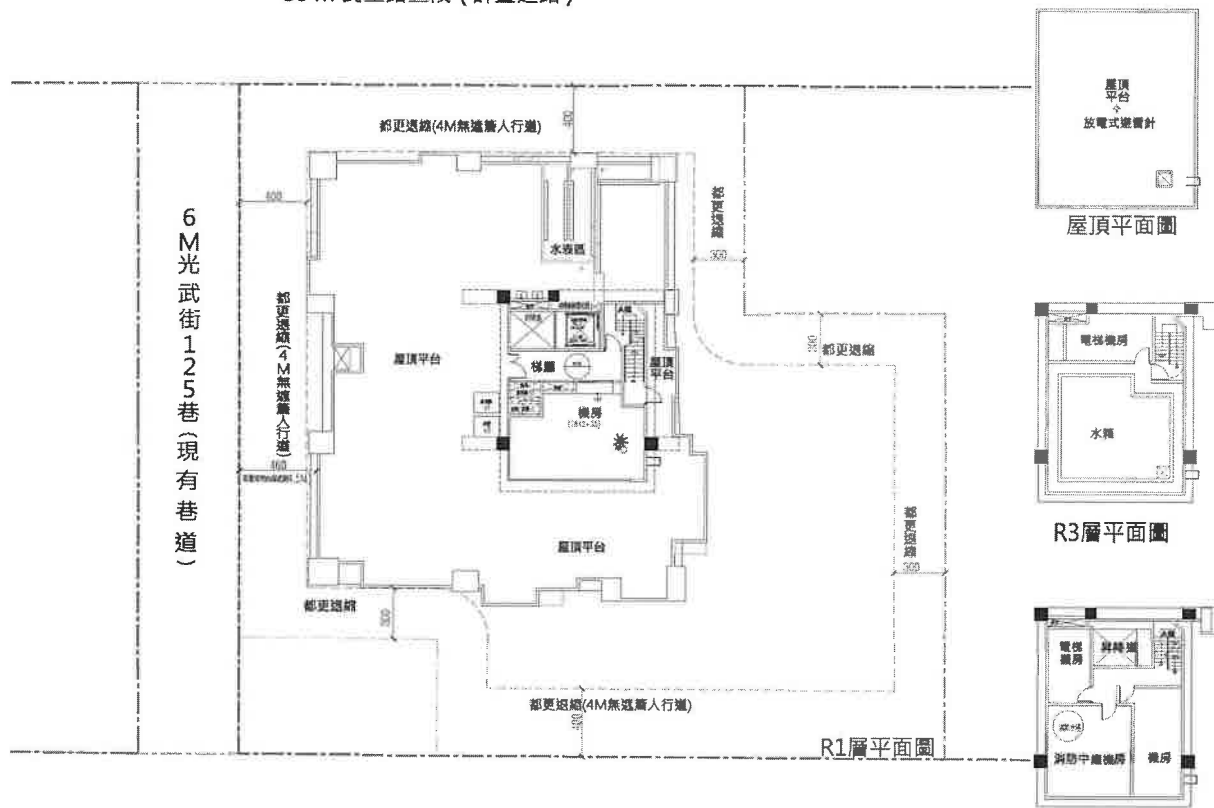 屋頂
平台
放電式避雷針
屋頂平面圖
都更退縮(4M無遮簷人行道)
400
400
都更退縮
300
水表區
6M光武街125巷(現有巷道)
都更退縮(4M無遮簷人行道)
屋頂平台
梯廳
屋頂
平台
機房
300
都更退縮
電梯機房
水箱
R3層平面圖
460
屋頂平台
都更退縮
300
都更退縮
300
電梯
機房
昇降道
消防中繼機房
機房
都更退縮(4M無遮簷人行道)
400
R1層平面圖